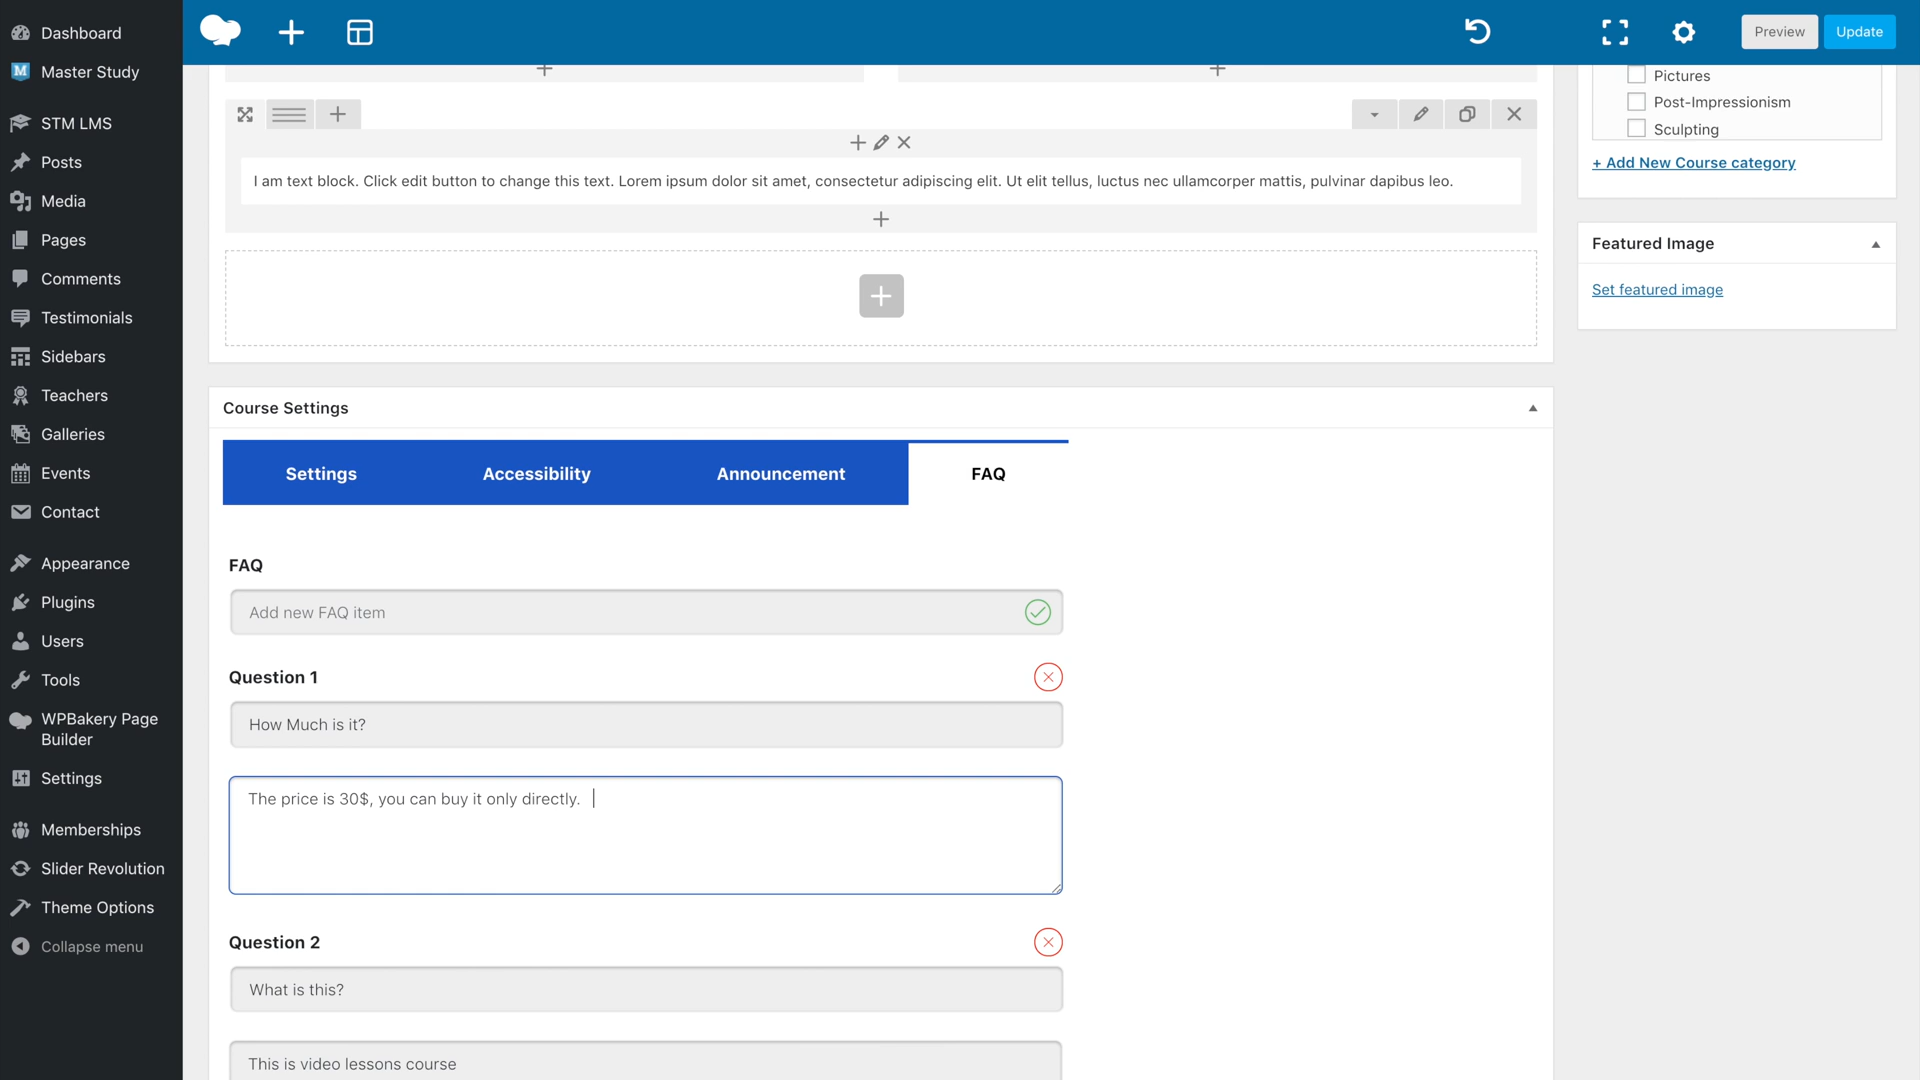 Dashboard
M Master Study
STM LMS
Posts
Media
Pages
Comments
Testimonials
Sidebars
Teachers
Galleries
Events
Contact
Appearance
Plugins
Users
Tools
WPBakery Page
Builder
Settings
Memberships
Slider Revolution
Theme Options
Collapse menu
Preview
Update
I am text block. Click edit button to change this text. Lorem ipsum dolor sit amet, consectetur adipiscing elit. Ut elit tellus, luctus nec ullamcorper mattis, pulvinar dapibus leo.
Course Settings
Settings
Accessibility
Announcement
FAQ
FAQ
Add new FAQ item
Question 1
How Much is it?
The price is 30$, you can buy it only directly.
Question 2
What is this?
This is video lessons course
Pictures
Post-Impressionism
Sculpting
+ Add New Course category
Featured Image
Set featured image